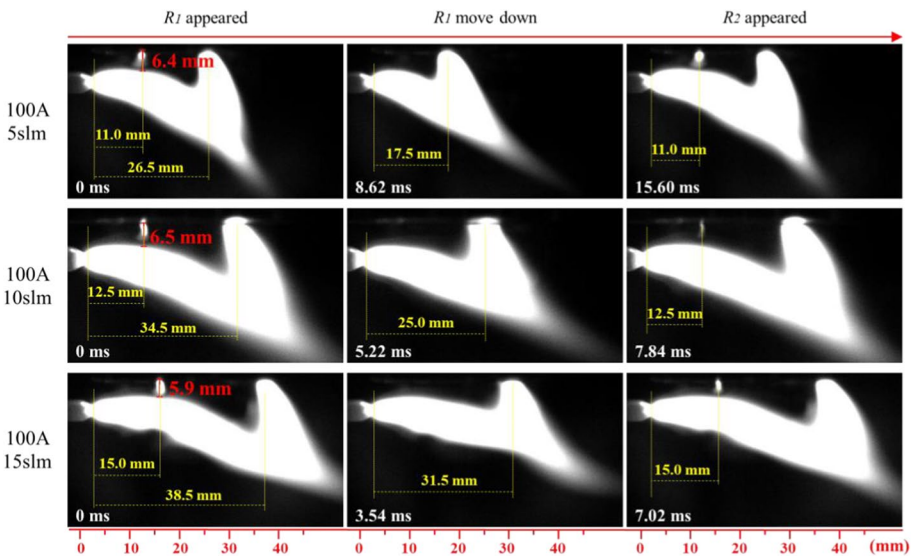 R1 appeared
R1 move down
R2 appeared
100A
5slm
6.4 mm
11.0 mm
26.5 mm
0 ms
17.5 mm
8.62 ms
11.0 mm
15.60 ms
100A
10slm
6.5 mm
12.5 mm
34.5 mm
0 ms
25.0 mm
5.22 ms
12.5 mm
7.84 ms
100A
15slm
5.9 mm
15.0 mm
38.5 mm
0 ms
31.5 mm
3.54 ms
15.0 mm
7.02 ms
0 10 20 30 40
0 10 20 30 40
0 10 20 30 40 (mm)